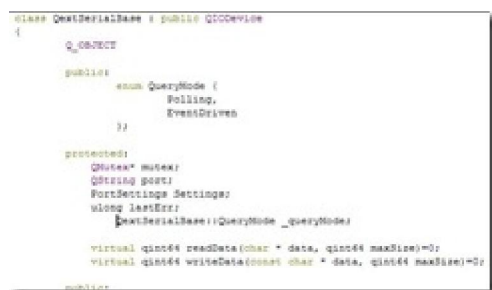 class QextSerialBase : public QIODevice
{
Q_OBJECT
public:
enum QueryMode {
Polling,
EventDriven
};
protected:
QMutex* mutex;
QString port;
PortSettings Settings;
ulong lastErr;
QextSerialBase::QueryMode _queryMode;
virtual qint64 readData(char * data, qint64 maxSize)=0;
virtual qint64 writeData(const char * data, qint64 maxSize)=0;
public: